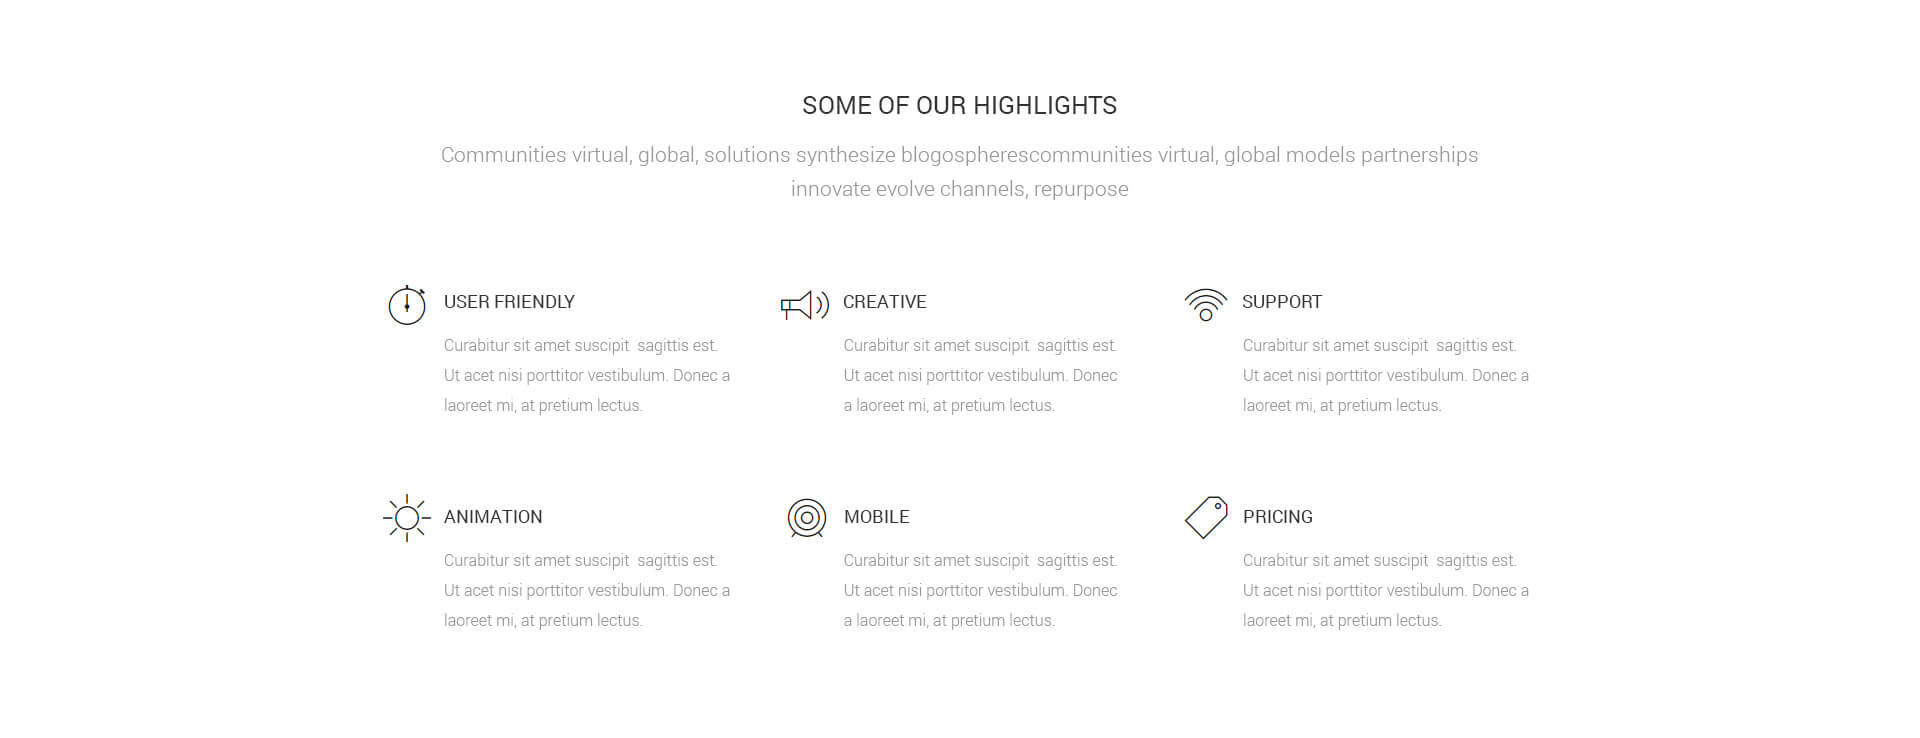 SOME OF OUR HIGHLIGHTS
Communities virtual, global, solutions synthesize blogospherescommunities virtual, global models partnerships
innovate evolve channels, repurpose
USER FRIENDLY
Curabitur sit amet suscipit  sagittis est.
Ut acet nisi porttitor vestibulum. Donec a
laoreet mi, at pretium lectus.
CREATIVE
Curabitur sit amet suscipit  sagittis est.
Ut acet nisi porttitor vestibulum. Donec
a laoreet mi, at pretium lectus.
SUPPORT
Curabitur sit amet suscipit  sagittis est.
Ut acet nisi porttitor vestibulum. Donec a
laoreet mi, at pretium lectus.
ANIMATION
Curabitur sit amet suscipit  sagittis est.
Ut acet nisi porttitor vestibulum. Donec a
laoreet mi, at pretium lectus.
MOBILE
Curabitur sit amet suscipit  sagittis est.
Ut acet nisi porttitor vestibulum. Donec
a laoreet mi, at pretium lectus.
PRICING
Curabitur sit amet suscipit  sagittis est.
Ut acet nisi porttitor vestibulum. Donec a
laoreet mi, at pretium lectus.